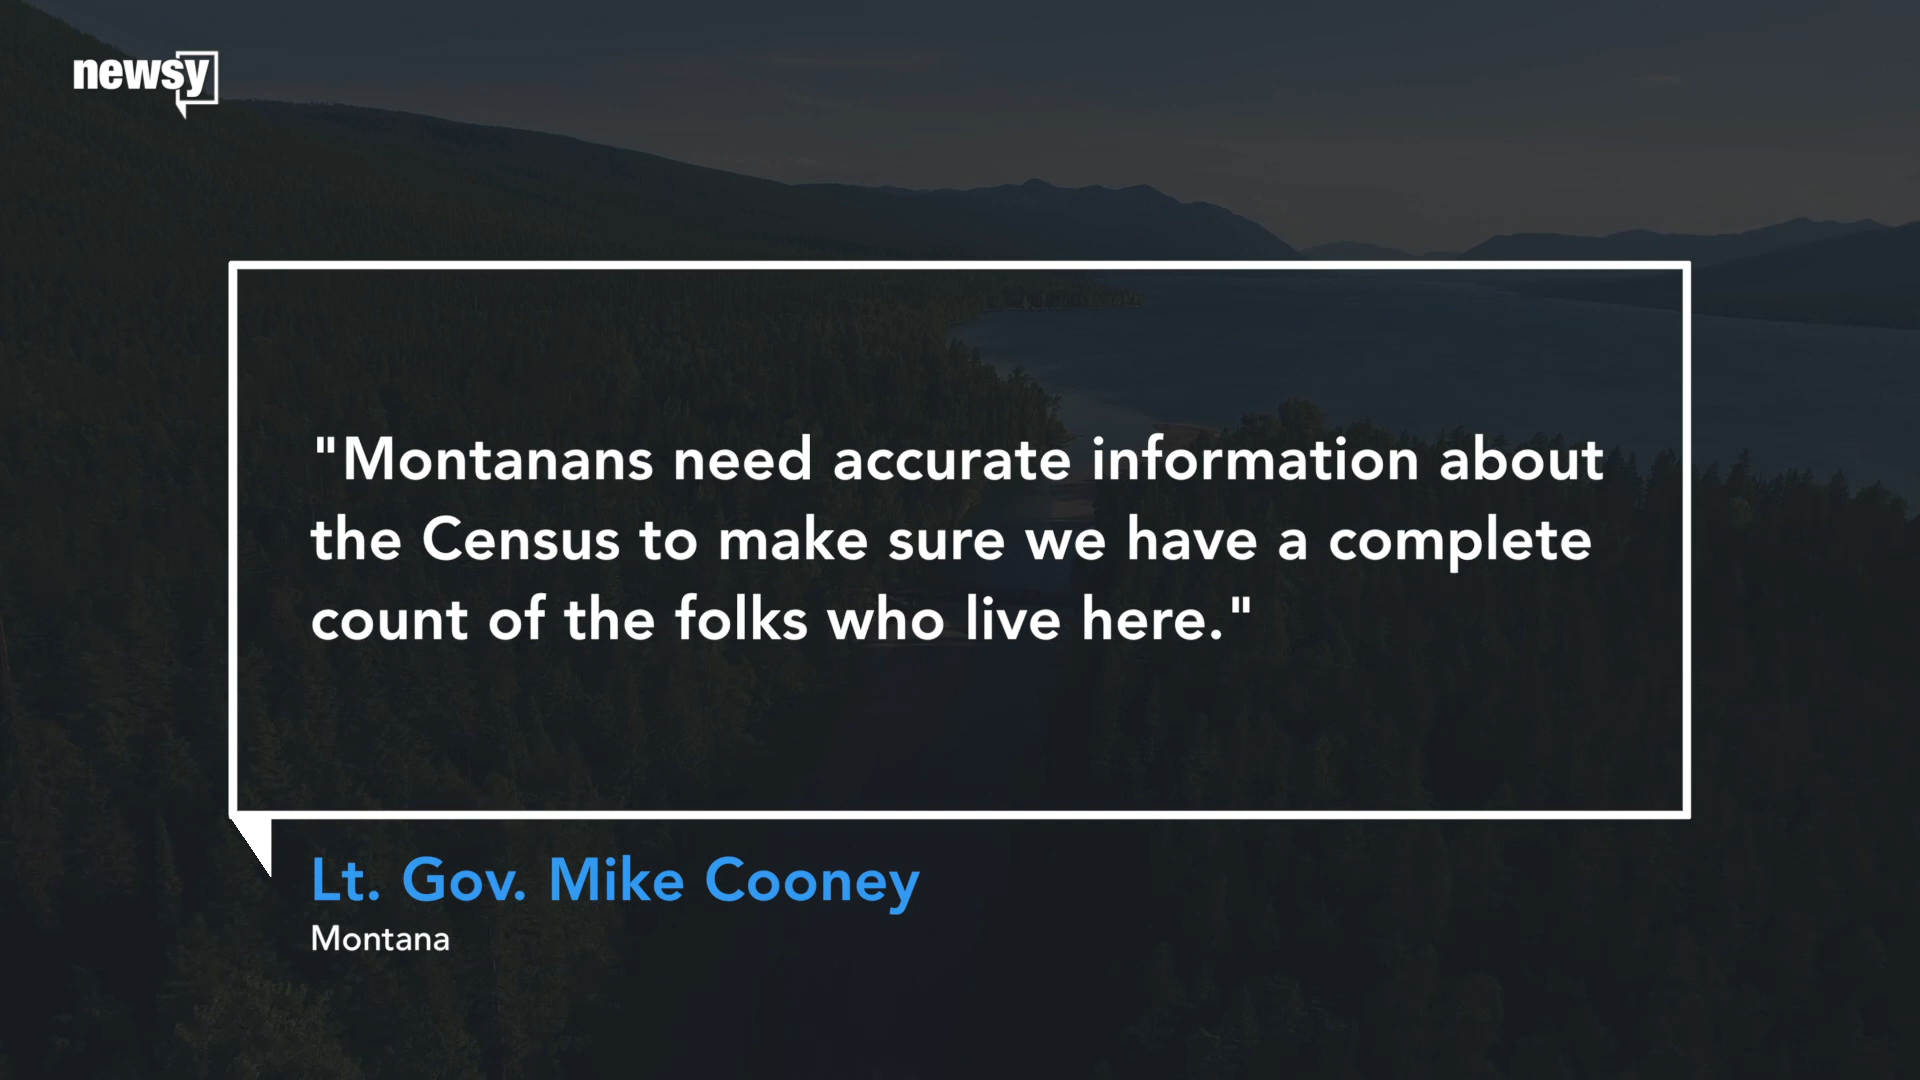 newsy
"Montanans need accurate information about
the Census to make sure we have a complete
count of the folks who live here."
Lt. Gov. Mike Cooney
Montana